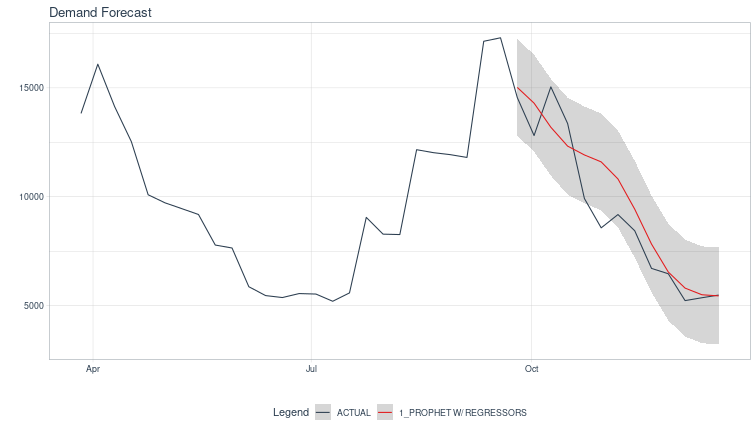 Demand Forecast
15000
10000
5000
Apr Jul Oct
Legend ACTUAL 1_PROPHET W/ REGRESSORS